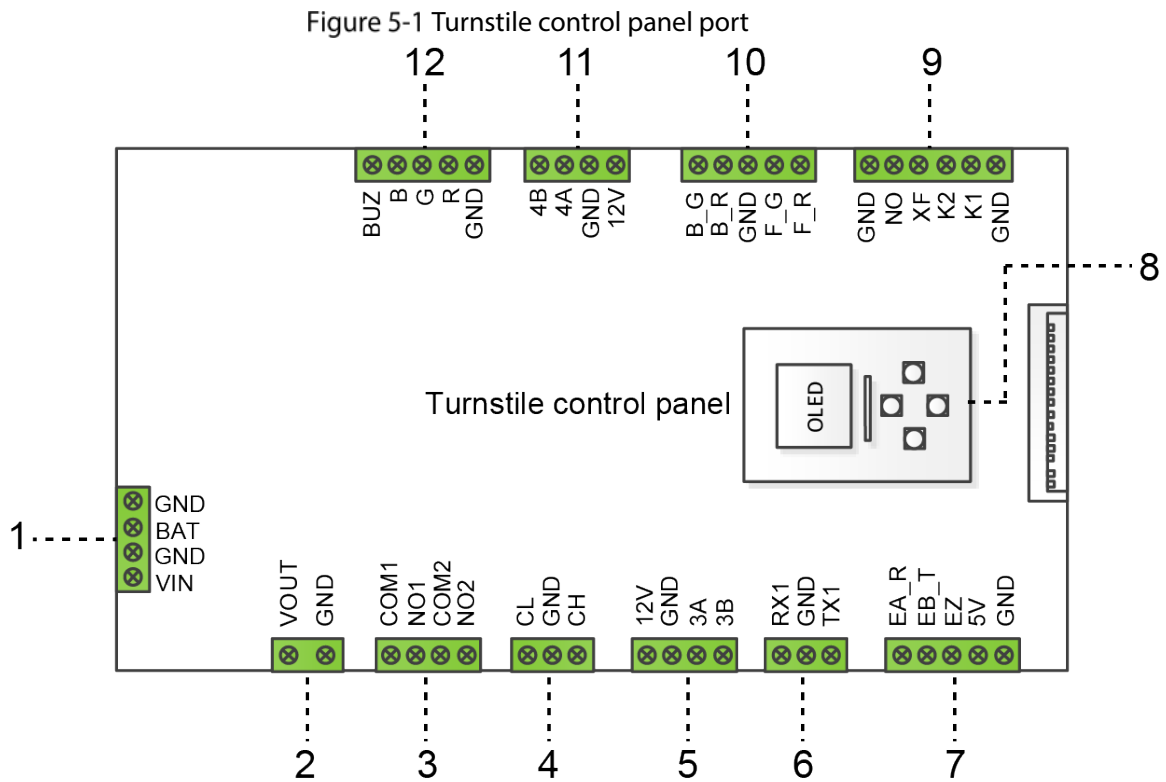 Figure 5-1 Turnstile control panel port
12 11 10 9
BUZ B G R GND
4B 4A GND 12V
B_G B_R GND F_G F_R
GND NO XF K2 K1 GND
8
Turnstile control panel
OLED
1
GND
BAT
GND
VIN
VOUT GND
COM1 NO1 COM2 NO2
CL GND CH
12V GND 3A 3B
RX1 GND TX1
EA_R EB_T EZ 5V GND
2 3 4 5 6 7